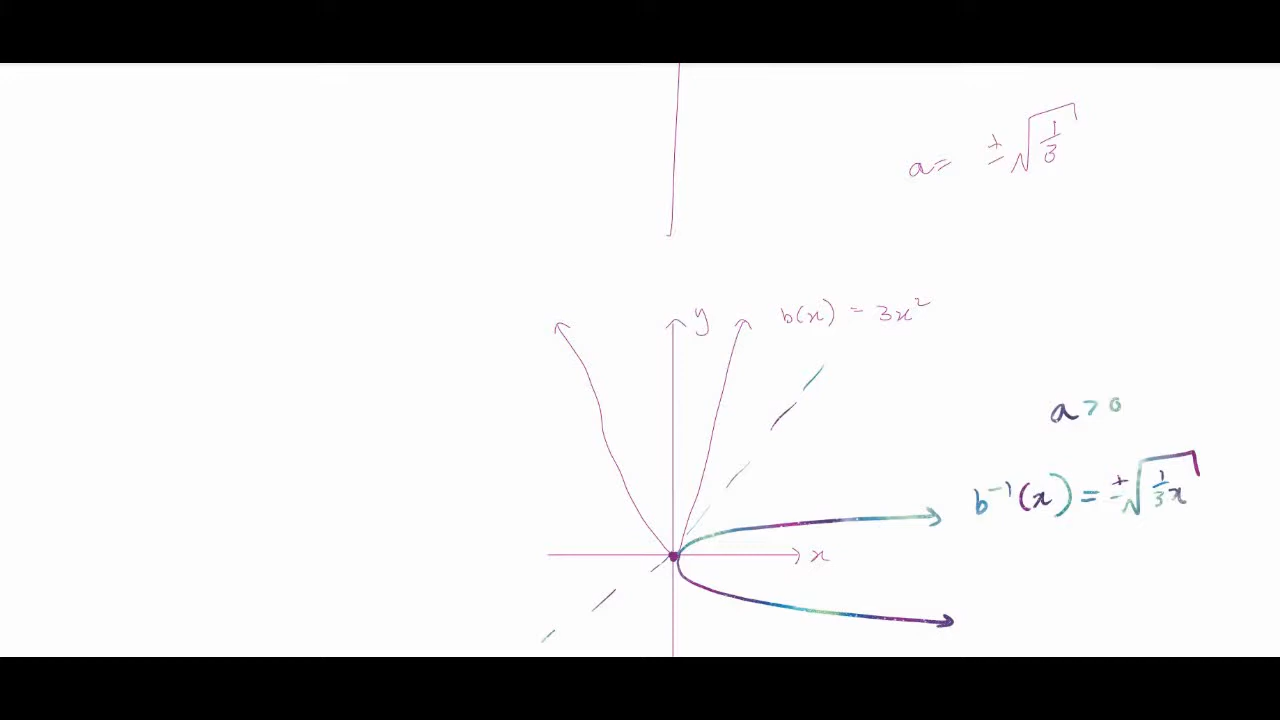 a = ±√(1/3)
y
b(x) = 3x²
a > 0
b⁻¹(x) = ±√(1/3 x)
x